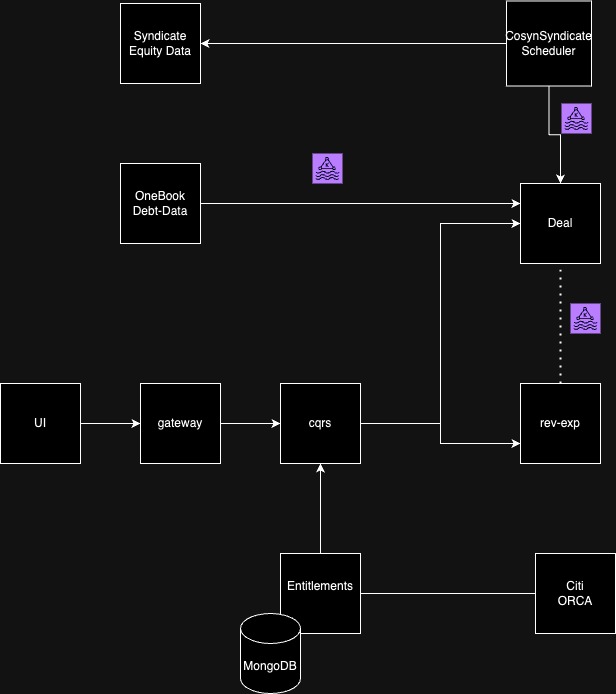 Syndicate
Equity Data
CosynSyndicate
Scheduler
OneBook
Debt-Data
Deal
UI
gateway
cqrs
rev-exp
Entitlements
Citi
ORCA
MongoDB